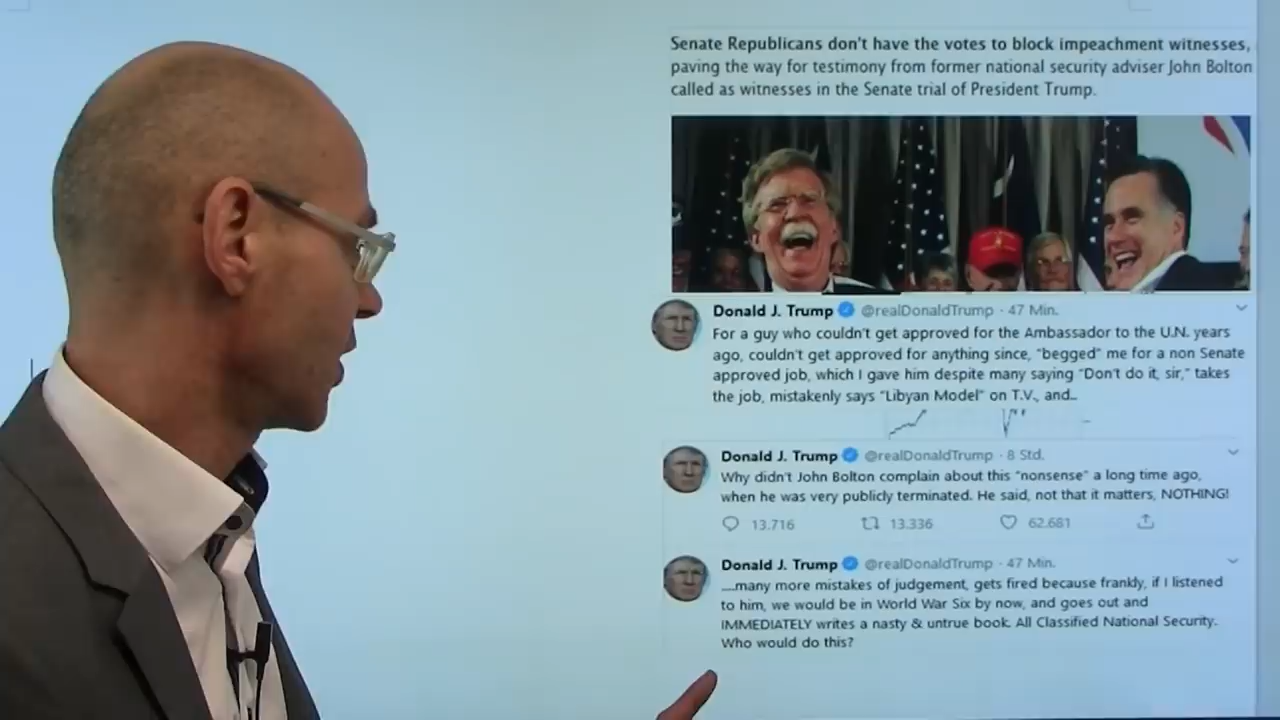 Senate Republicans don't have the votes to block impeachment witnesses,
paving the way for testimony from former national security adviser John Bolton
called as witnesses in the Senate trial of President Trump.
Donald J. Trump @realDonaldTrump · 47 Min.
For a guy who couldn't get approved for the Ambassador to the U.N. years
ago, couldn't get approved for anything since, "begged" me for a non Senate
approved job, which I gave him despite many saying "Don't do it, sir," takes
the job, mistakenly says "Libyan Model" on T.V., and...
Donald J. Trump @realDonaldTrump · 8 Std.
Why didn't John Bolton complain about this "nonsense" a long time ago,
when he was very publicly terminated. He said, not that it matters, NOTHING!
13.716 13.336 62.681
Donald J. Trump @realDonaldTrump · 47 Min.
....many more mistakes of judgement, gets fired because frankly, if I listened
to him, we would be in World War Six by now, and goes out and
IMMEDIATELY writes a nasty & untrue book. All Classified National Security.
Who would do this?